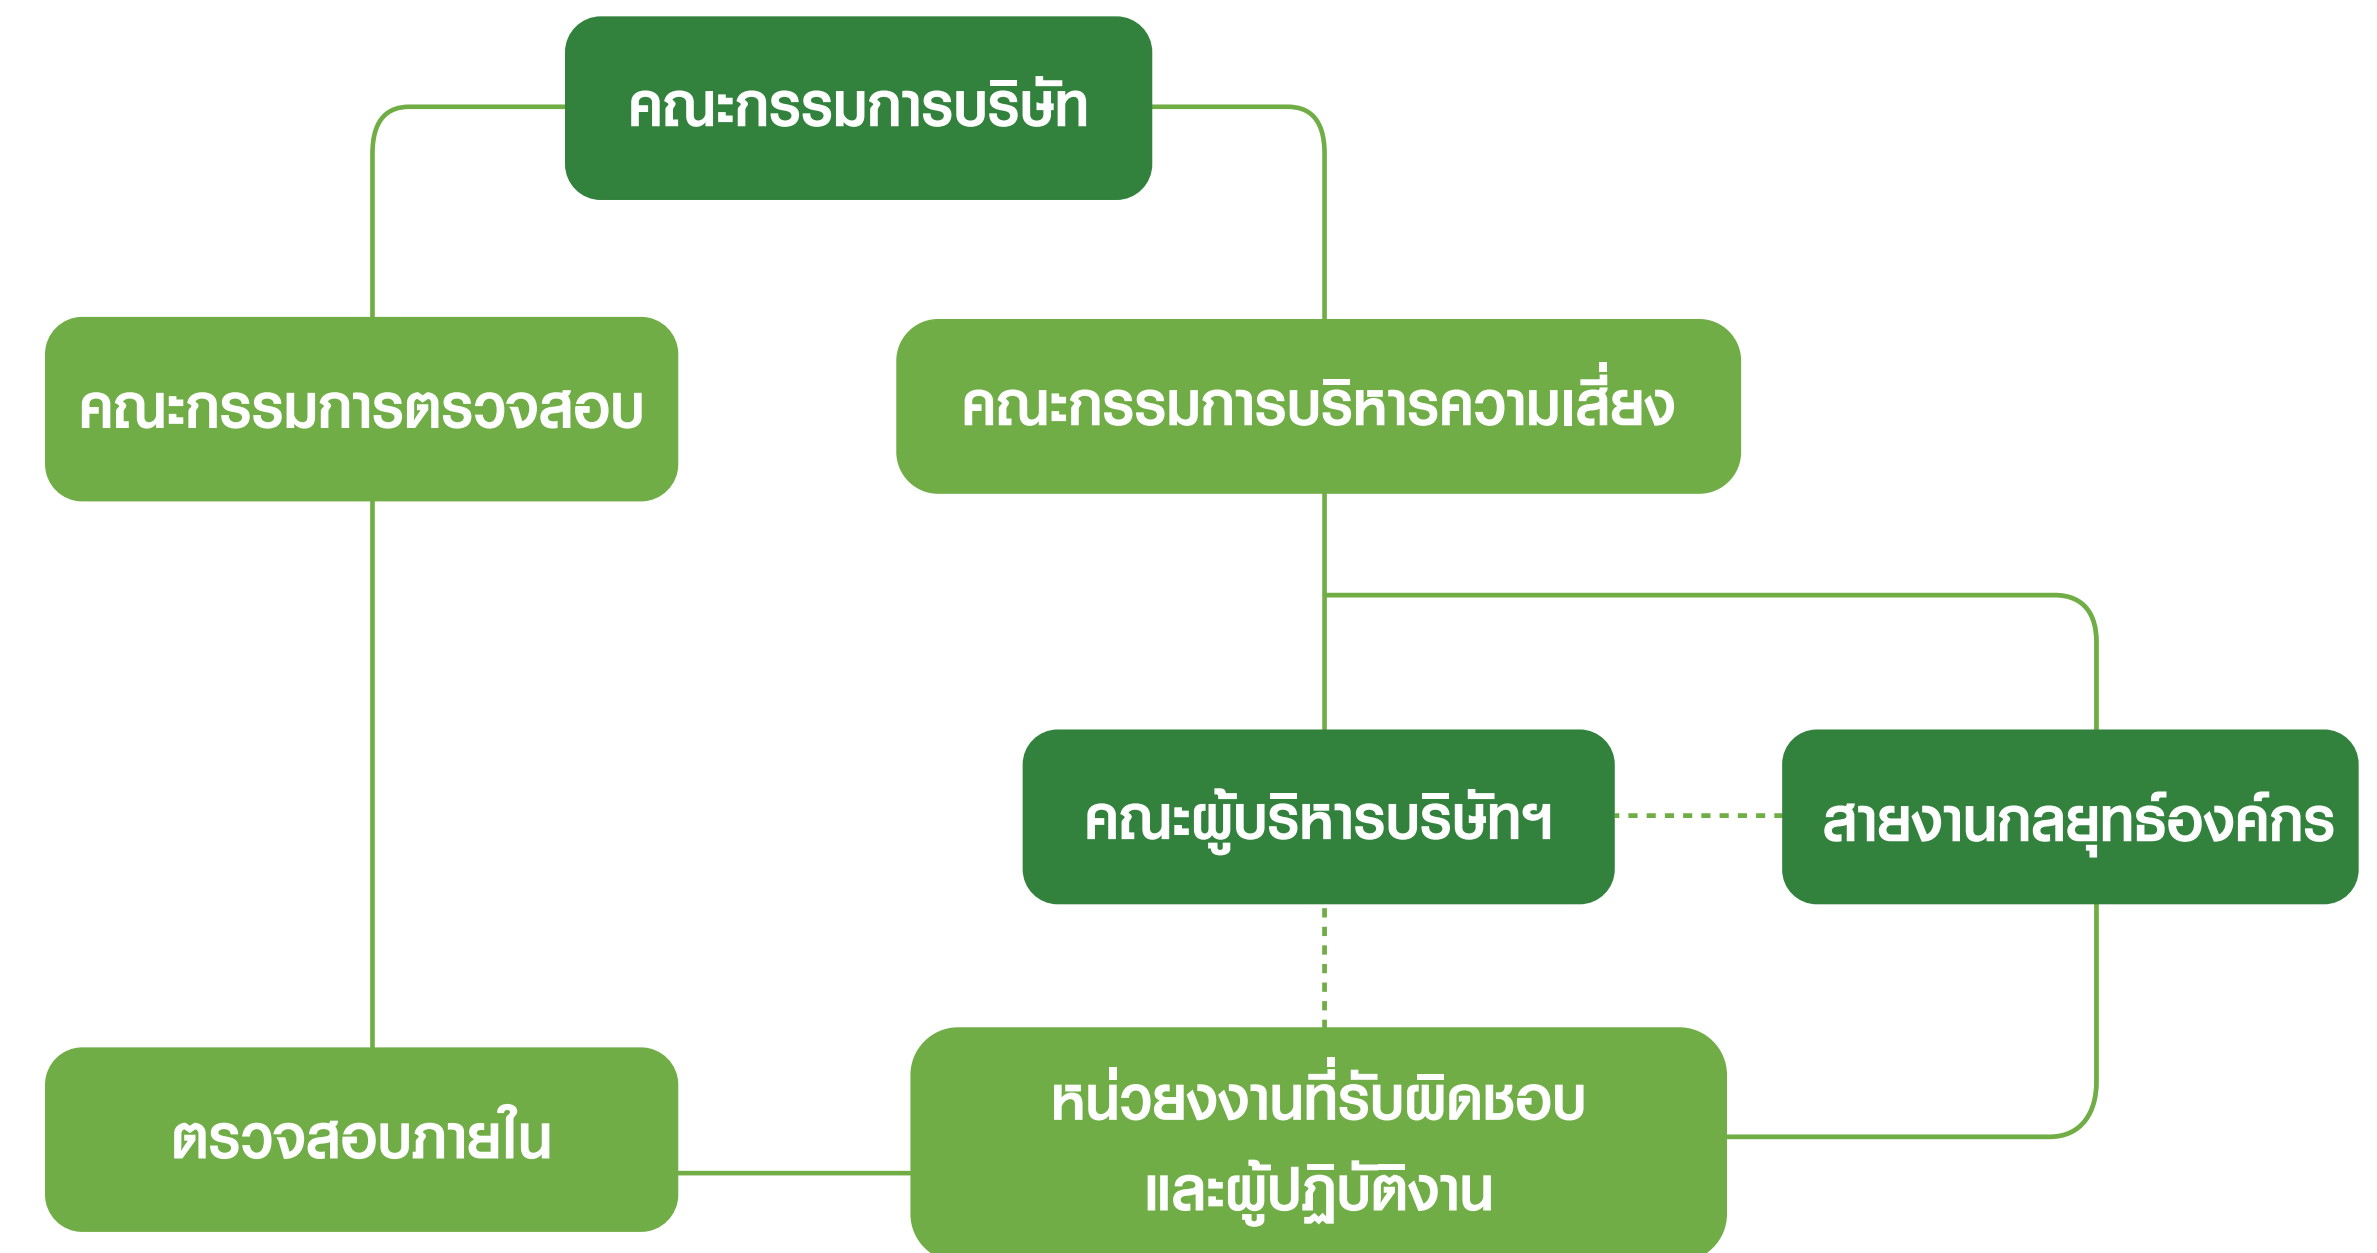 คณะกรรมการบริษัท
คณะกรรมการตรวจสอบ
คณะกรรมการบริหารความเสี่ยง
คณะผู้บริหารบริษัทฯ
สายงานกลยุทธ์องค์กร
ตรวจสอบภายใน
หน่วยงงานที่รับผิดชอบ
และผู้ปฏิบัติงาน